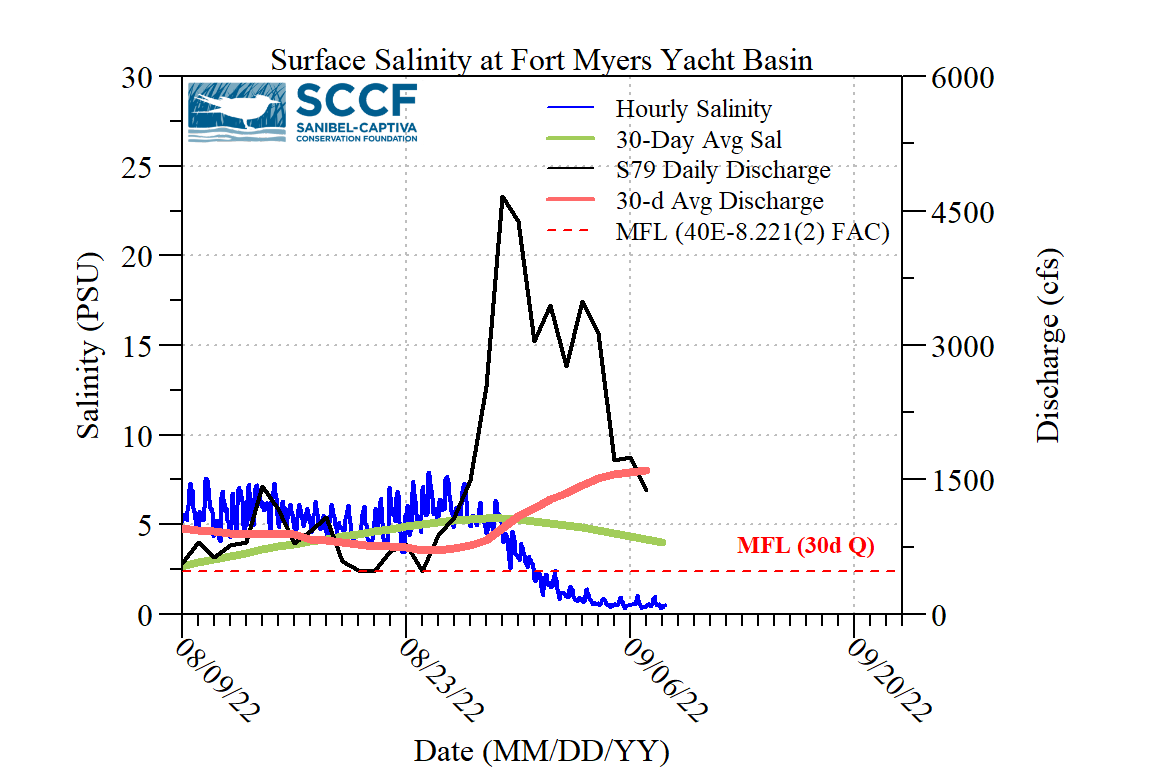 Surface Salinity at Fort Myers Yacht Basin
SCCF
SANIBEL-CAPTIVA
CONSERVATION FOUNDATION
Hourly Salinity
30-Day Avg Sal
S79 Daily Discharge
30-d Avg Discharge
MFL (40E-8.221(2) FAC)
30
25
20
15
10
5
0
Salinity (PSU)
6000
4500
3000
1500
0
Discharge (cfs)
MFL (30d Q)
08/09/22
08/23/22
09/06/22
09/20/22
Date (MM/DD/YY)